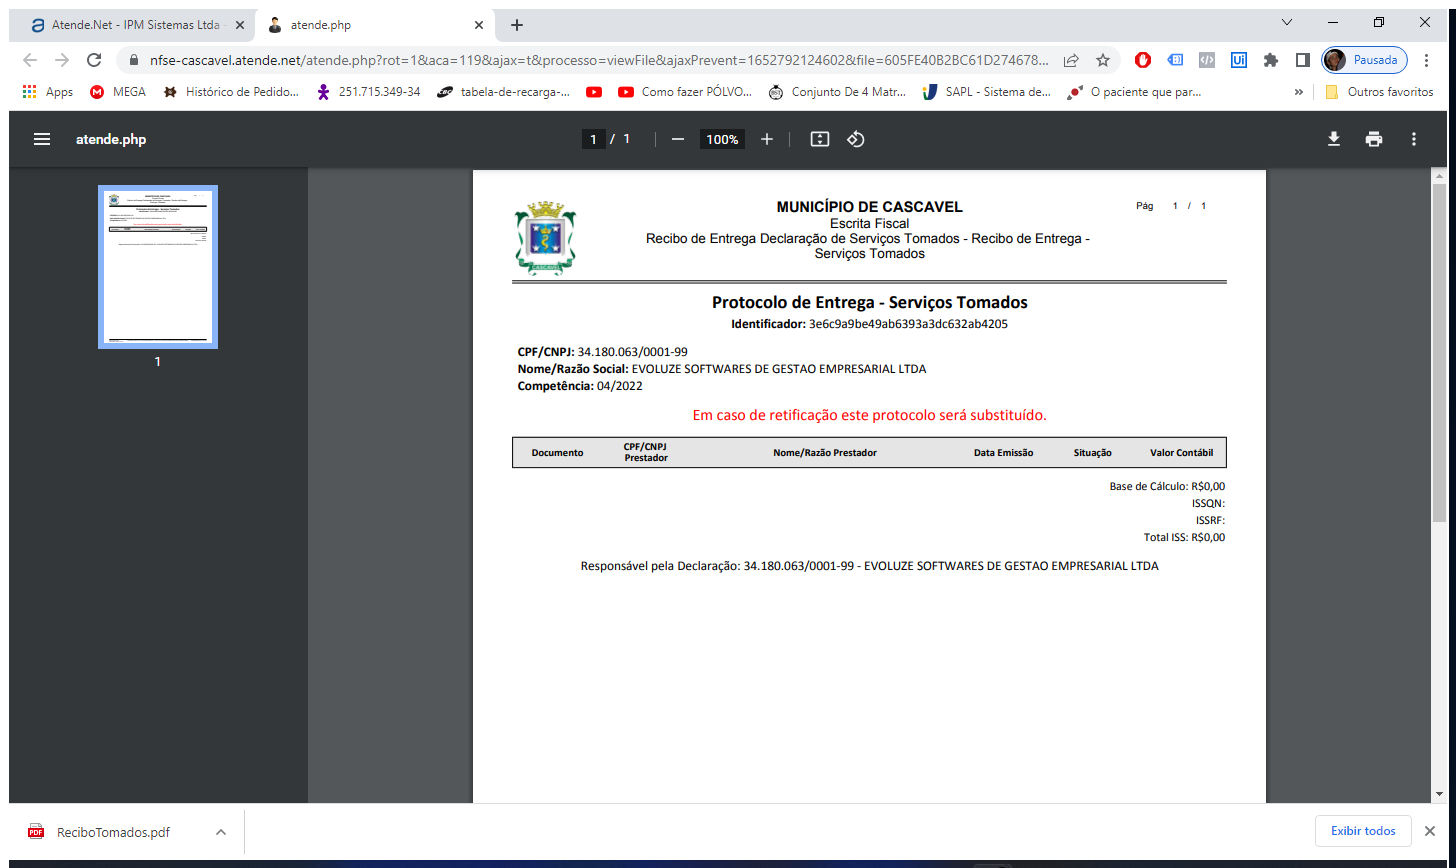 Atende.Net - IPM Sistemas Ltda
atende.php
nfse-cascavel.atende.net/atende.php?rot=1&aca=119&ajax=t&processo=viewFile&ajaxPrevent=1652792124602&file=605FE40B2BC61D274678...
Pausada
Apps
MEGA
Histórico de Pedido...
251.715.349-34
tabela-de-recarga-...
Como fazer PÓLVO...
Conjunto De 4 Matr...
SAPL - Sistema de...
O paciente que par...
»
Outros favoritos
atende.php
1 / 1
100%
1
MUNICÍPIO DE CASCAVEL
Pág 1 / 1
Escrita Fiscal
Recibo de Entrega Declaração de Serviços Tomados - Recibo de Entrega -
Serviços Tomados
CASCAVEL
Protocolo de Entrega - Serviços Tomados
Identificador: 3e6c9a9be49ab6393a3dc632ab4205
CPF/CNPJ: 34.180.063/0001-99
Nome/Razão Social: EVOLUZE SOFTWARES DE GESTAO EMPRESARIAL LTDA
Competência: 04/2022
Em caso de retificação este protocolo será substituído.
Documento CPF/CNPJ Prestador Nome/Razão Prestador Data Emissão Situação Valor Contábil
Base de Cálculo: R$0,00
ISSQN:
ISSRF:
Total ISS: R$0,00
Responsável pela Declaração: 34.180.063/0001-99 - EVOLUZE SOFTWARES DE GESTAO EMPRESARIAL LTDA
ReciboTomados.pdf
Exibir todos